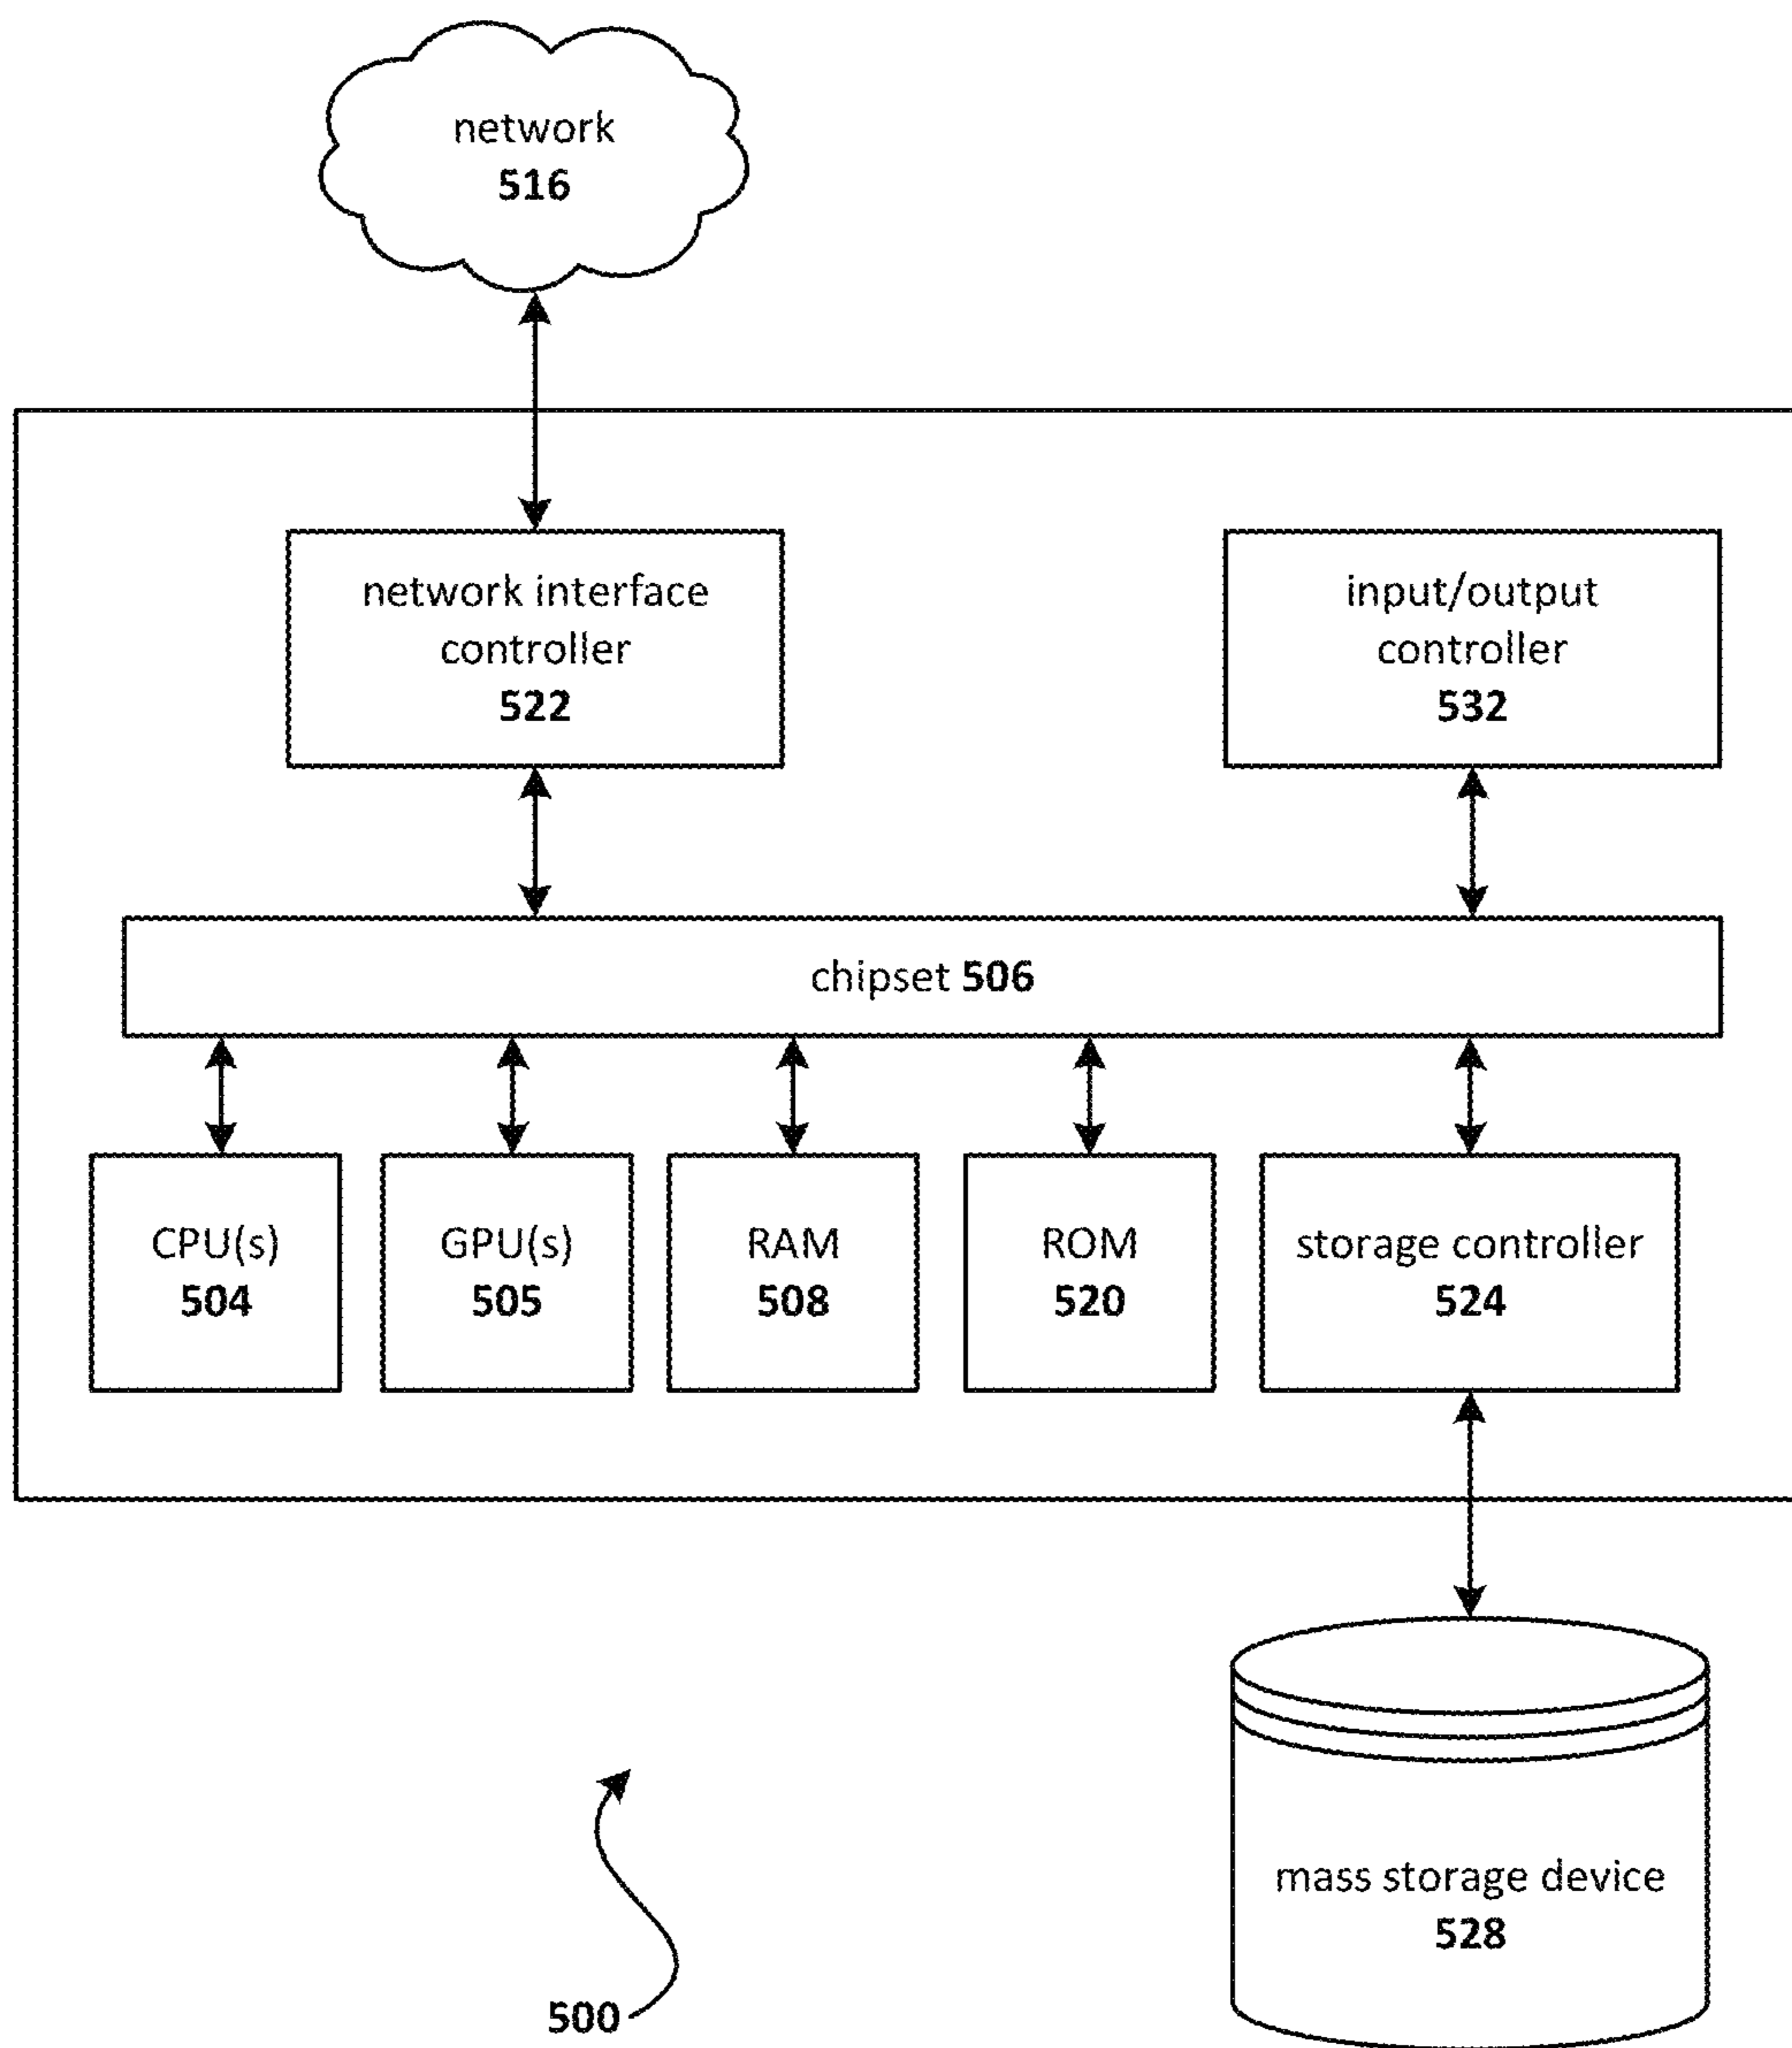 network
516
network interface
controller
522
input/output
controller
532
chipset 506
CPU(s)
504
GPU(s)
505
RAM
508
ROM
520
storage controller
524
mass storage device
528
500